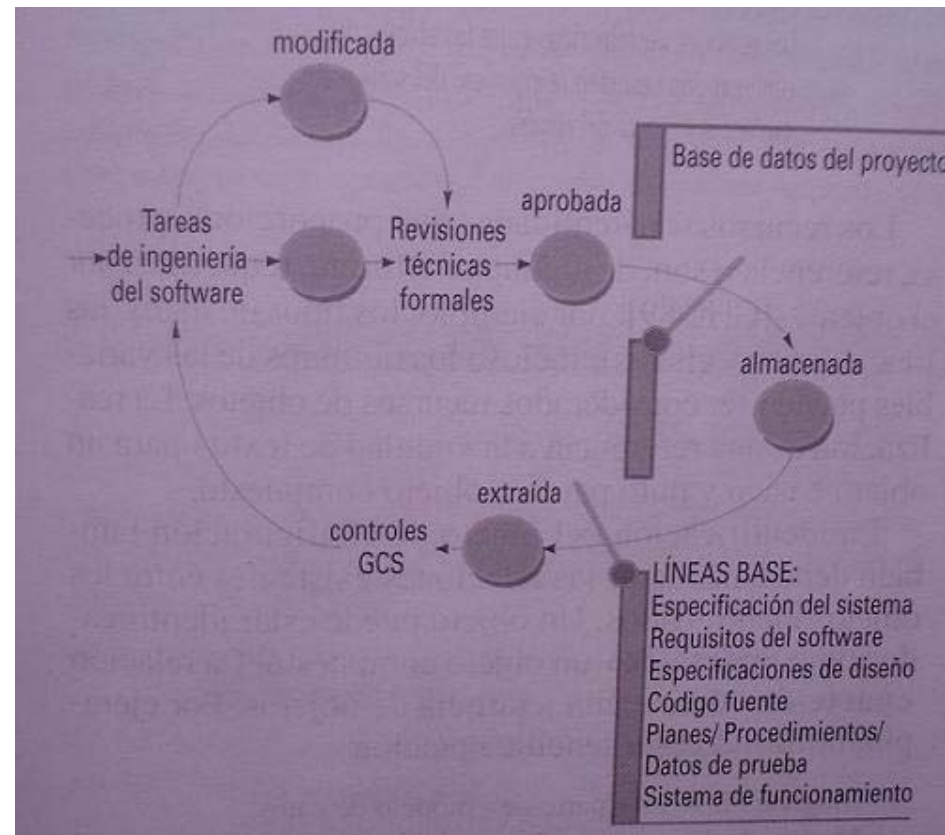 modificada
Base de datos del proyecto
aprobada
Tareas
de ingeniería
del software
Revisiones
técnicas
formales
almacenada
extraída
controles
GCS
LÍNEAS BASE:
Especificación del sistema
Requisitos del software
Especificaciones de diseño
Código fuente
Planes/ Procedimientos/
Datos de prueba
Sistema de funcionamiento